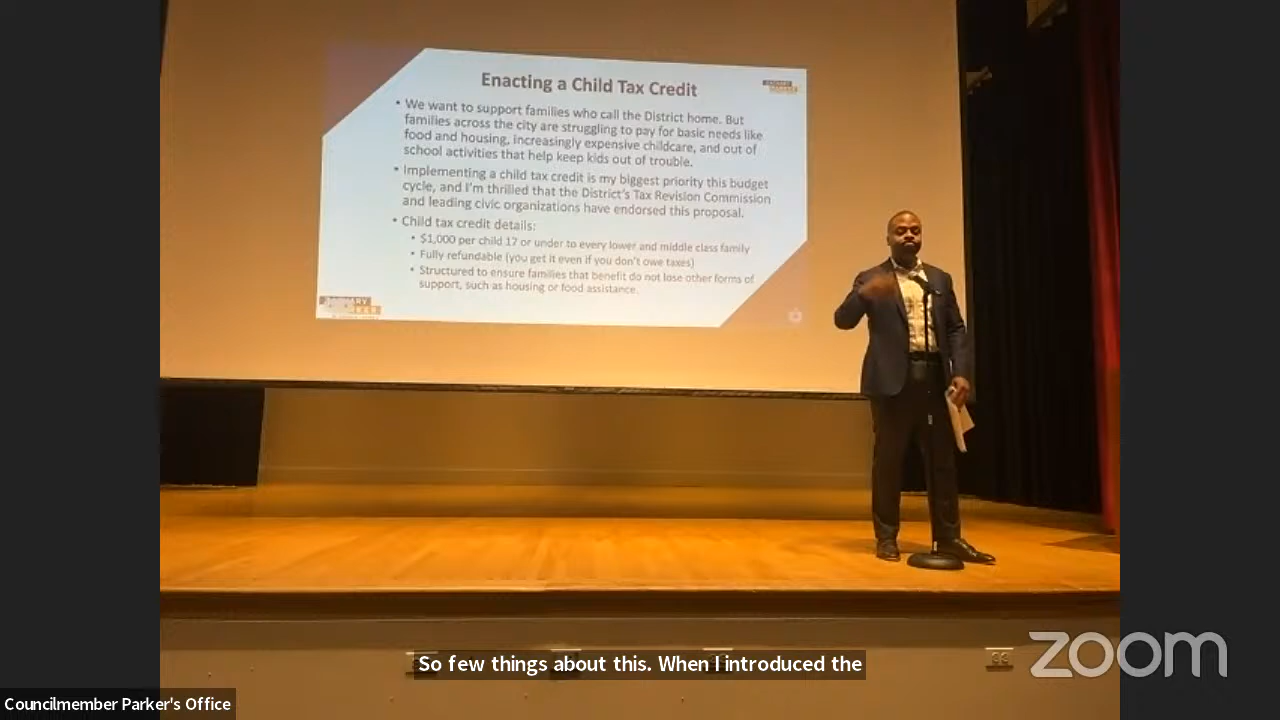 Enacting a Child Tax Credit
ZACHARY
PARKER
• We want to support families who call the District home. But
families across the city are struggling to pay for basic needs like
food and housing, increasingly expensive childcare, and out of
school activities that help keep kids out of trouble.
• Implementing a child tax credit is my biggest priority this budget
cycle, and I'm thrilled that the District's Tax Revision Commission
and leading civic organizations have endorsed this proposal.
• Child tax credit details:
• $1,000 per child 17 or under to every lower and middle class family
• Fully refundable (you get it even if you don't owe taxes)
• Structured to ensure families that benefit do not lose other forms of
support, such as housing or food assistance.
ZACHARY
PARKER
zoom
So few things about this. When I introduced the
Councilmember Parker's Office